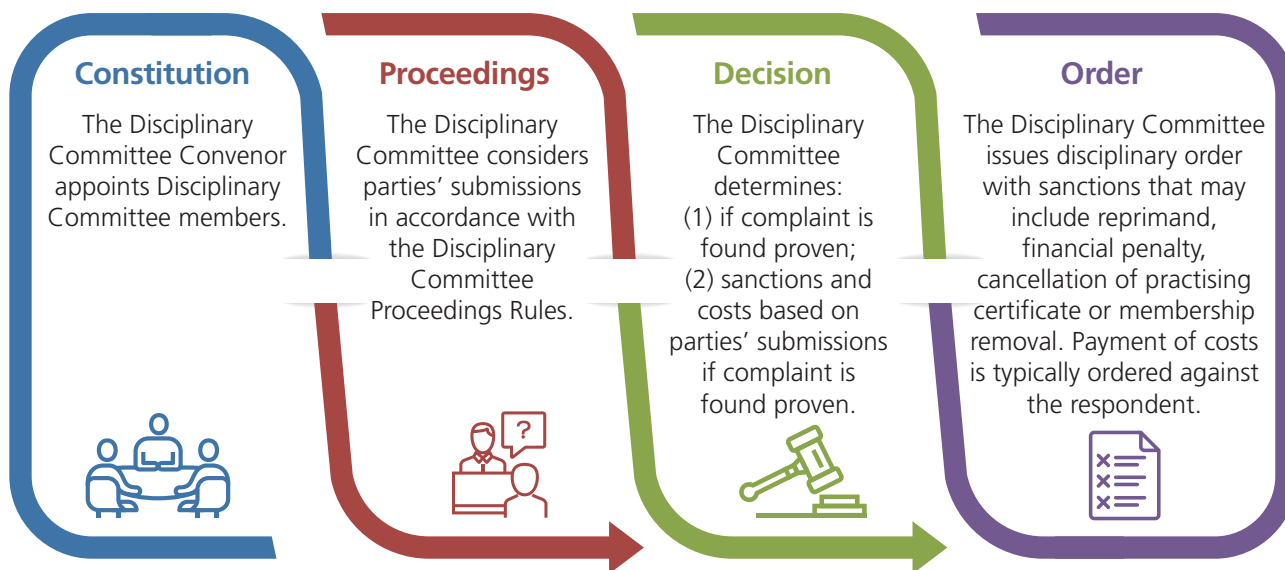 Constitution
The Disciplinary
Committee Convenor
appoints Disciplinary
Committee members.
Proceedings
The Disciplinary
Committee considers
parties’ submissions
in accordance with
the Disciplinary
Committee
Proceedings Rules.
?
Decision
The Disciplinary
Committee
determines:
(1) if complaint is
found proven;
(2) sanctions and
costs based on
parties’ submissions
if complaint is
found proven.
Order
The Disciplinary Committee
issues disciplinary order
with sanctions that may
include reprimand,
financial penalty,
cancellation of practising
certificate or membership
removal. Payment of costs
is typically ordered against
the respondent.